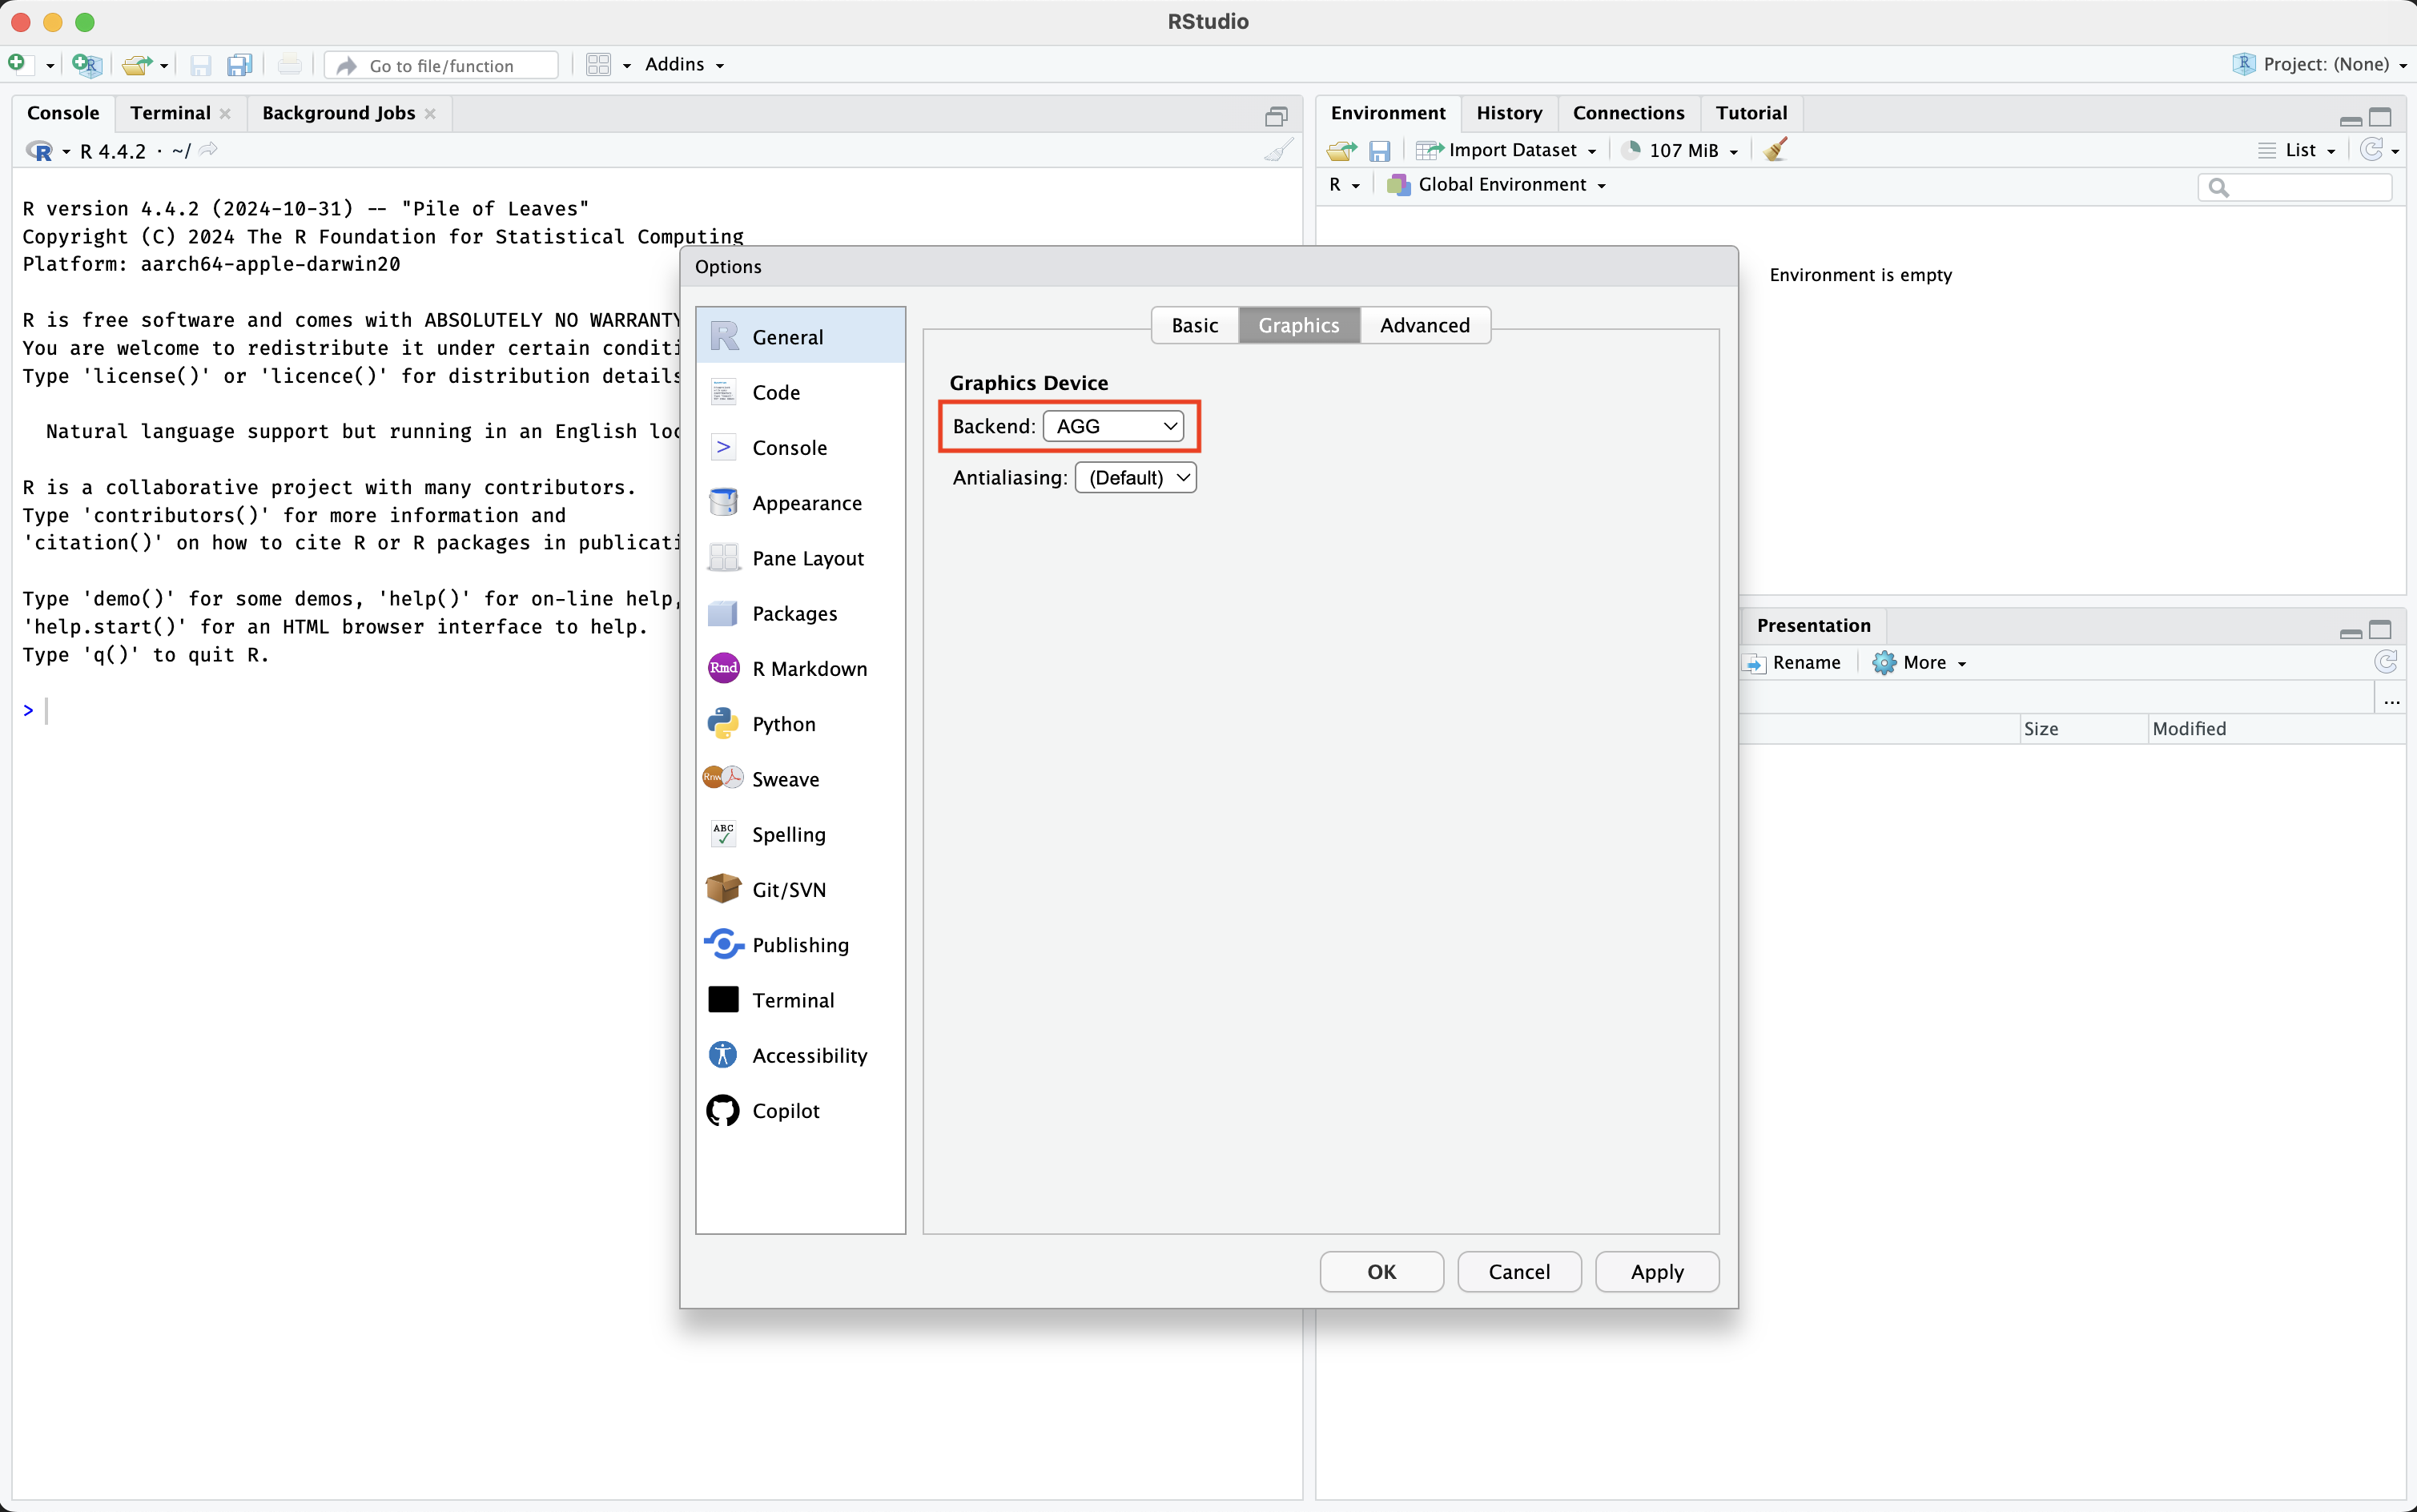 RStudio
Go to file/function
Addins
Project: (None)
Console
Terminal
Background Jobs
R 4.4.2 · ~/
R version 4.4.2 (2024-10-31) -- "Pile of Leaves"
Copyright (C) 2024 The R Foundation for Statistical Computing
Platform: aarch64-apple-darwin20
R is free software and comes with ABSOLUTELY NO WARRANTY
You are welcome to redistribute it under certain conditi
Type 'license()' or 'licence()' for distribution details
Natural language support but running in an English loc
R is a collaborative project with many contributors.
Type 'contributors()' for more information and
'citation()' on how to cite R or R packages in publicati
Type 'demo()' for some demos, 'help()' for on-line help,
'help.start()' for an HTML browser interface to help.
Type 'q()' to quit R.
>
Options
General
Code
Console
Appearance
Pane Layout
Packages
Rmd R Markdown
Python
Rnw Sweave
ABC Spelling
Git/SVN
Publishing
Terminal
Accessibility
Copilot
Basic
Graphics
Advanced
Graphics Device
Backend: AGG
Antialiasing: (Default)
OK
Cancel
Apply
Environment
History
Connections
Tutorial
Import Dataset
107 MiB
List
R
Global Environment
Environment is empty
Presentation
Rename
More
...
Size
Modified